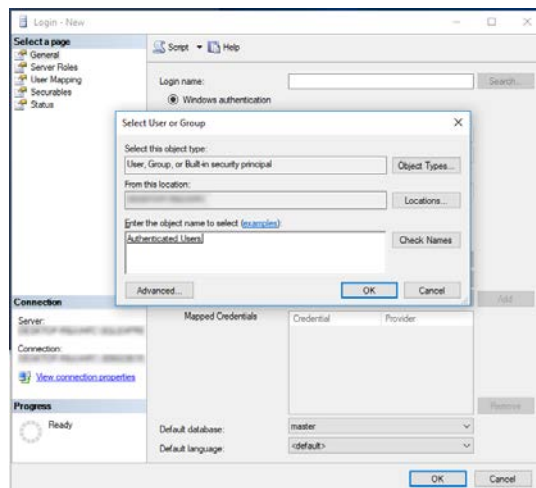 Login - New
Select a page
General
Server Roles
User Mapping
Securables
Status
Script
Help
Login name:
Search...
Windows authentication
Select User or Group
Select this object type:
User, Group, or Built-in security principal
Object Types...
From this location:
Locations...
Enter the object name to select (examples):
Authenticated Users
Check Names
Advanced...
OK
Cancel
Connection
Server:
Connection:
View connection properties
Progress
Ready
Add
Mapped Credentials
Credential
Provider
Remove
Default database:
master
Default language:
<default>
OK
Cancel